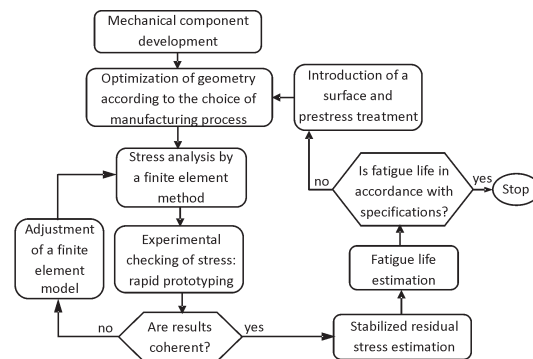 Mechanical component
development
Optimization of geometry
according to the choice of
manufacturing process
Introduction of a
surface and
prestress treatment
Stress analysis by
a finite element
method
Is fatigue life in
accordance with
specifications?
no
yes
Stop
Adjustment
of a finite
element
model
Experimental
checking of stress:
rapid prototyping
Fatigue life
estimation
no
Are results
coherent?
yes
Stabilized residual
stress estimation